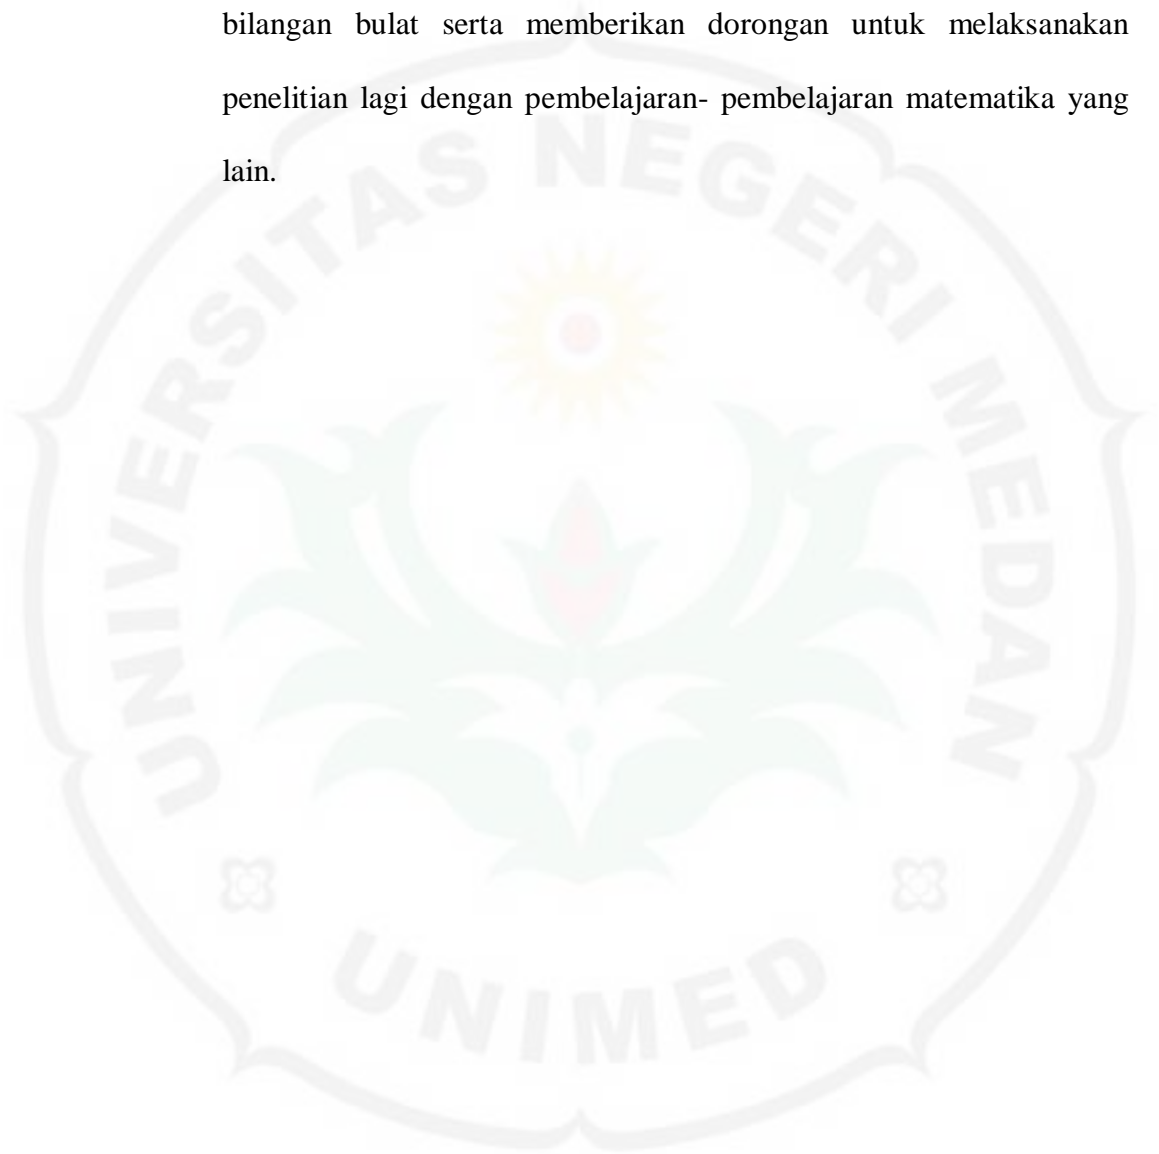 bilangan bulat serta memberikan dorongan untuk melaksanakan
penelitian lagi dengan pembelajaran- pembelajaran matematika yang
lain.
UNIVERSITAS NEGERI MEDAN
UNIMED